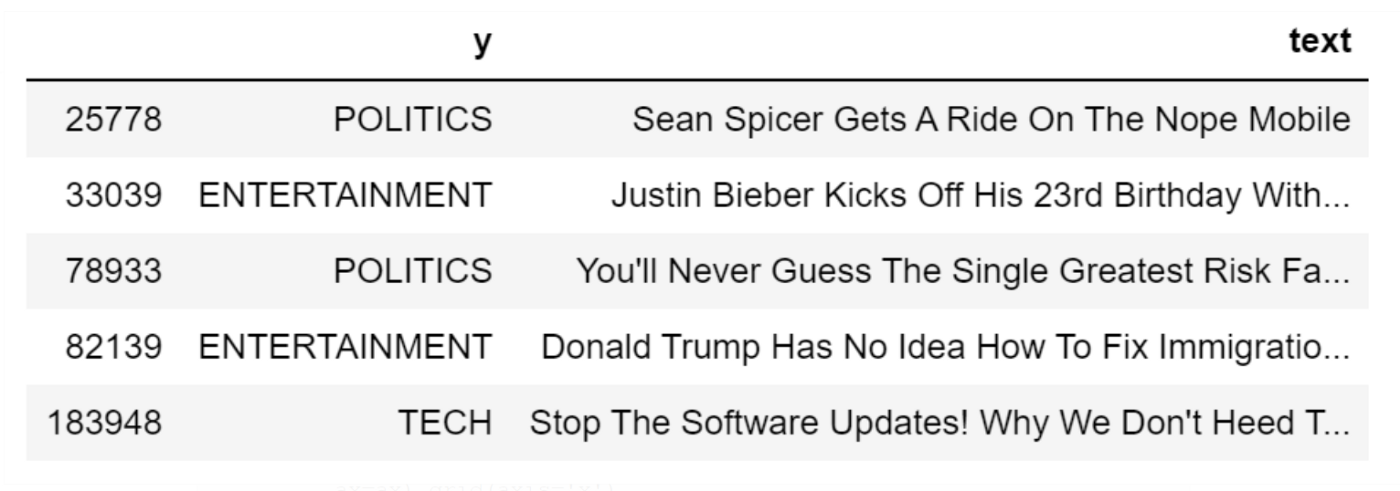 y text
25778 POLITICS Sean Spicer Gets A Ride On The Nope Mobile
33039 ENTERTAINMENT Justin Bieber Kicks Off His 23rd Birthday With...
78933 POLITICS You'll Never Guess The Single Greatest Risk Fa...
82139 ENTERTAINMENT Donald Trump Has No Idea How To Fix Immigratio...
183948 TECH Stop The Software Updates! Why We Don't Heed T...